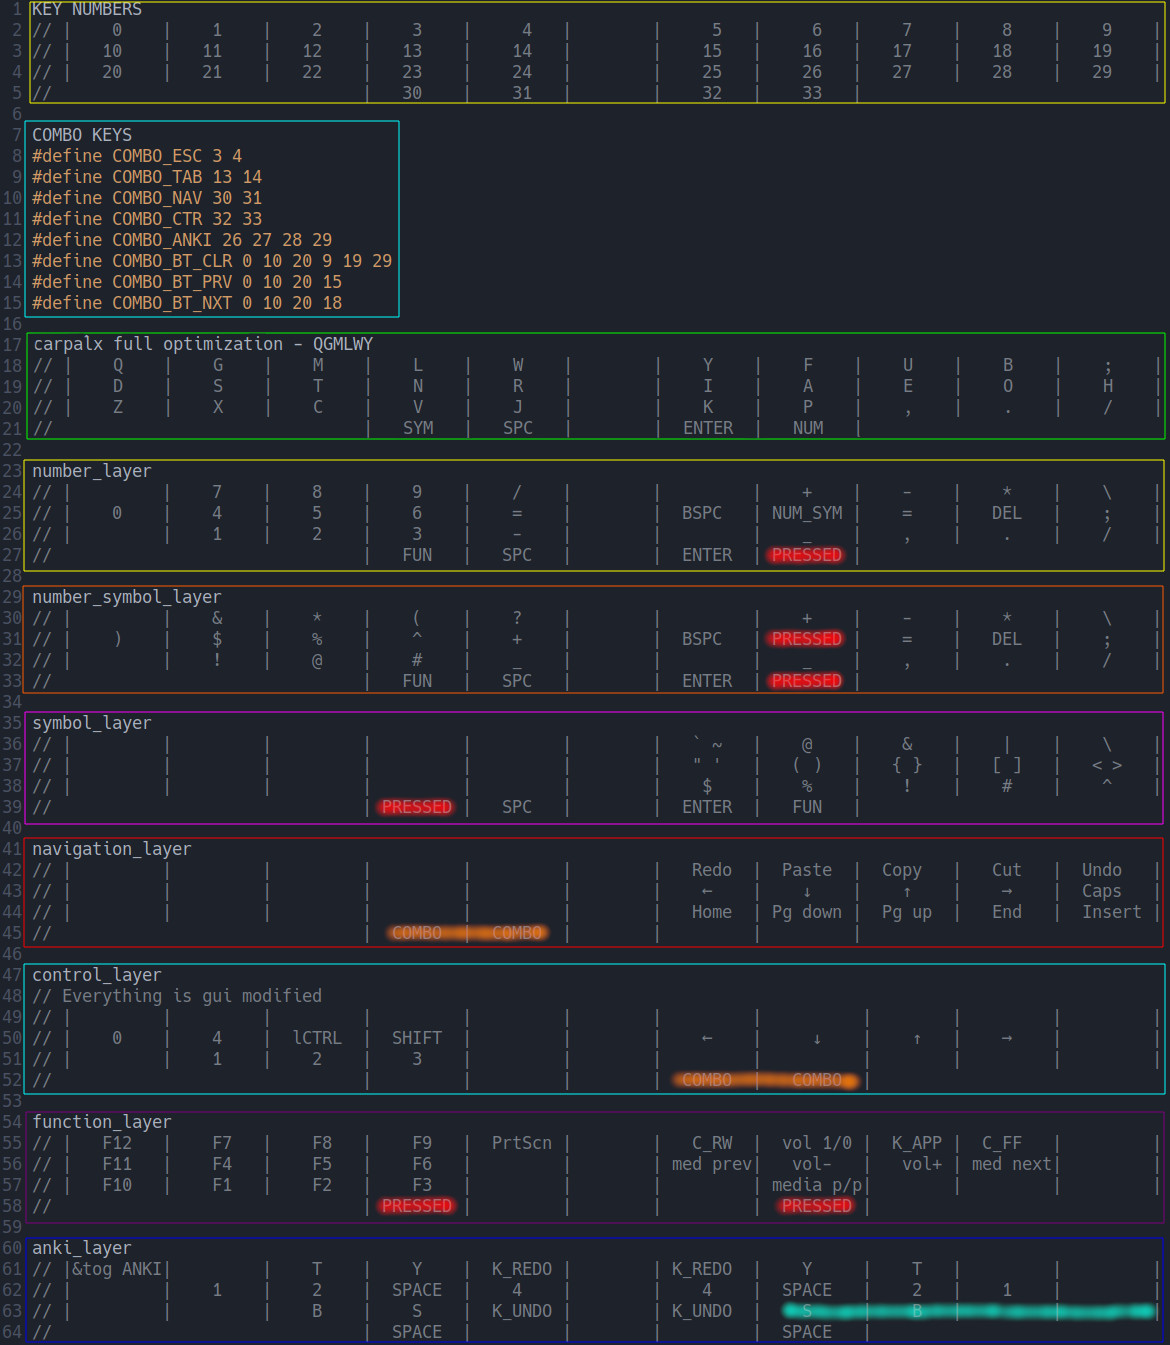 1 KEY NUMBERS
2 // | 0 | 1 | 2 | 3 | 4 | | 5 | 6 | 7 | 8 | 9 |
3 // | 10 | 11 | 12 | 13 | 14 | | 15 | 16 | 17 | 18 | 19 |
4 // | 20 | 21 | 22 | 23 | 24 | | 25 | 26 | 27 | 28 | 29 |
5 // | 30 | 31 | | 32 | 33 |
6
7 COMBO KEYS
8 #define COMBO_ESC 3 4
9 #define COMBO_TAB 13 14
10 #define COMBO_NAV 30 31
11 #define COMBO_CTR 32 33
12 #define COMBO_ANKI 26 27 28 29
13 #define COMBO_BT_CLR 0 10 20 9 19 29
14 #define COMBO_BT_PRV 0 10 20 15
15 #define COMBO_BT_NXT 0 10 20 18
16
17 carpalx full optimization - QGMLWY
18 // | Q | G | M | L | W | | Y | F | U | B | ; |
19 // | D | S | T | N | R | | I | A | E | O | H |
20 // | Z | X | C | V | J | | K | P | , | . | / |
21 // | SYM | SPC | | ENTER | NUM |
22
23 number_layer
24 // | | 7 | 8 | 9 | / | | | + | - | * | \ |
25 // | 0 | 4 | 5 | 6 | = | | BSPC | NUM_SYM | = | DEL | ; |
26 // | | 1 | 2 | 3 | - | | | _ | , | . | / |
27 // | FUN | SPC | | ENTER | PRESSED |
28
29 number_symbol_layer
30 // | | & | * | ( | ? | | | + | - | * | \ |
31 // | ) | $ | % | ^ | + | | BSPC | PRESSED | = | DEL | ; |
32 // | | ! | @ | # | _ | | | _ | , | . | / |
33 // | FUN | SPC | | ENTER | PRESSED |
34
35 symbol_layer
36 // | | | | | | | ` ~ | @ | & | | | \ |
37 // | | | | | | | " ' | ( ) | { } | [ ] | < > |
38 // | | | | | | | $ | % | ! | # | ^ |
39 // | PRESSED | SPC | | ENTER | FUN |
40
41 navigation_layer
42 // | | | | | | | Redo | Paste | Copy | Cut | Undo |
43 // | | | | | | | ← | ↓ | ↑ | → | Caps |
44 // | | | | | | | Home | Pg down | Pg up | End | Insert |
45 // | COMBO | COMBO | | | |
46
47 control_layer
48 // Everything is gui modified
49 // | | | | | | | | | | | |
50 // | 0 | 4 | lCTRL | SHIFT | | | ← | ↓ | ↑ | → | |
51 // | | 1 | 2 | 3 | | | | | | | |
52 // | | | | COMBO | COMBO |
53
54 function_layer
55 // | F12 | F7 | F8 | F9 | PrtScn | | C_RW | vol 1/0 | K_APP | C_FF | |
56 // | F11 | F4 | F5 | F6 | | | med prev| vol- | vol+ | med next| |
57 // | F10 | F1 | F2 | F3 | | | | media p/p| | | |
58 // | PRESSED | | | | PRESSED |
59
60 anki_layer
61 // |&tog ANKI| | T | Y | K_REDO | | K_REDO | Y | T | | |
62 // | | 1 | 2 | SPACE | 4 | | 4 | SPACE | 2 | 1 | |
63 // | | | B | S | K_UNDO | | K_UNDO | S | B | | |
64 // | SPACE | | | | SPACE |